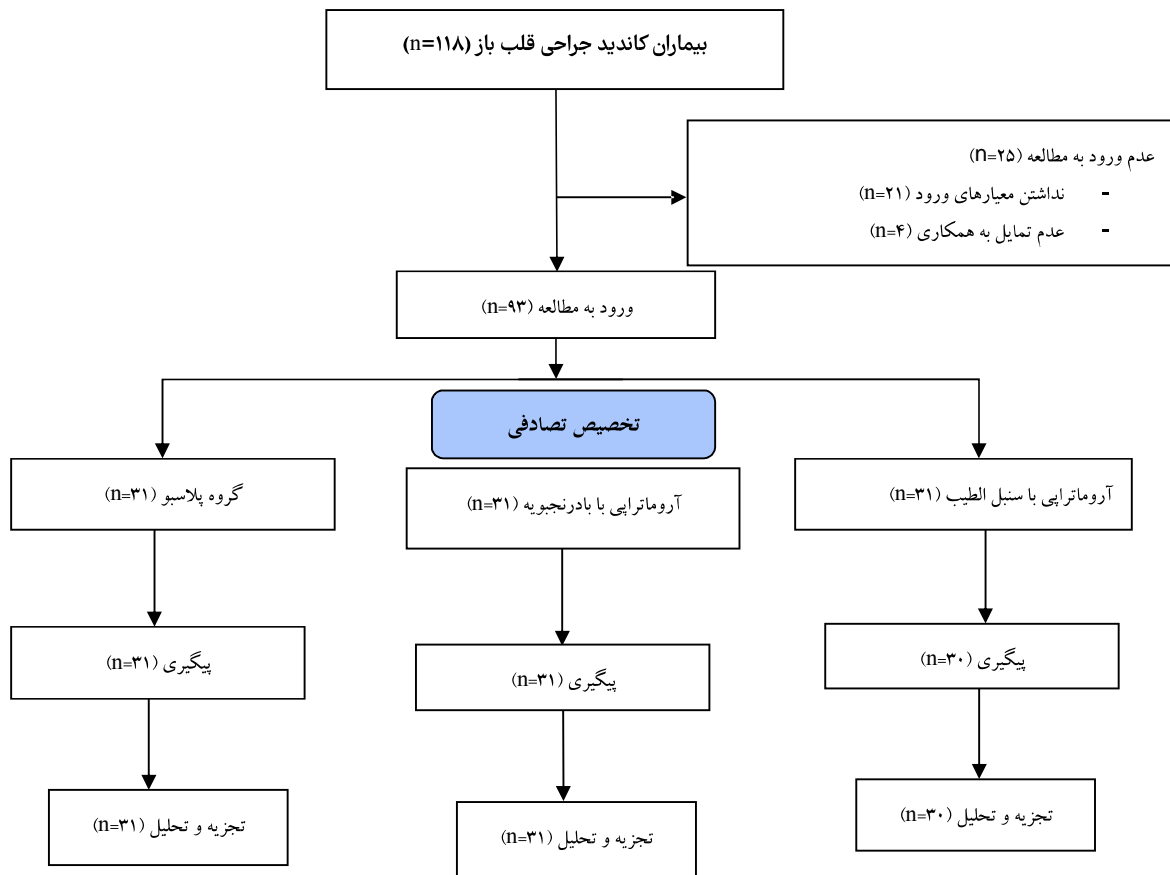 بیماران کاندید جراحی قلب باز (n=۱۱۸)
عدم ورود به مطالعه (n=۲۵)
- نداشتن معیارهای ورود (n=۲۱)
- عدم تمایل به همکاری (n=۴)
ورود به مطالعه (n=۹۳)
تخصیص تصادفی
آروماتراپی با سنبل الطیب (n=۳۱)
آروماتراپی با بادرنجبویه (n=۳۱)
گروه پلاسبو (n=۳۱)
پیگیری (n=۳۰)
پیگیری (n=۳۱)
پیگیری (n=۳۱)
تجزیه و تحلیل (n=۳۰)
تجزیه و تحلیل (n=۳۱)
تجزیه و تحلیل (n=۳۱)